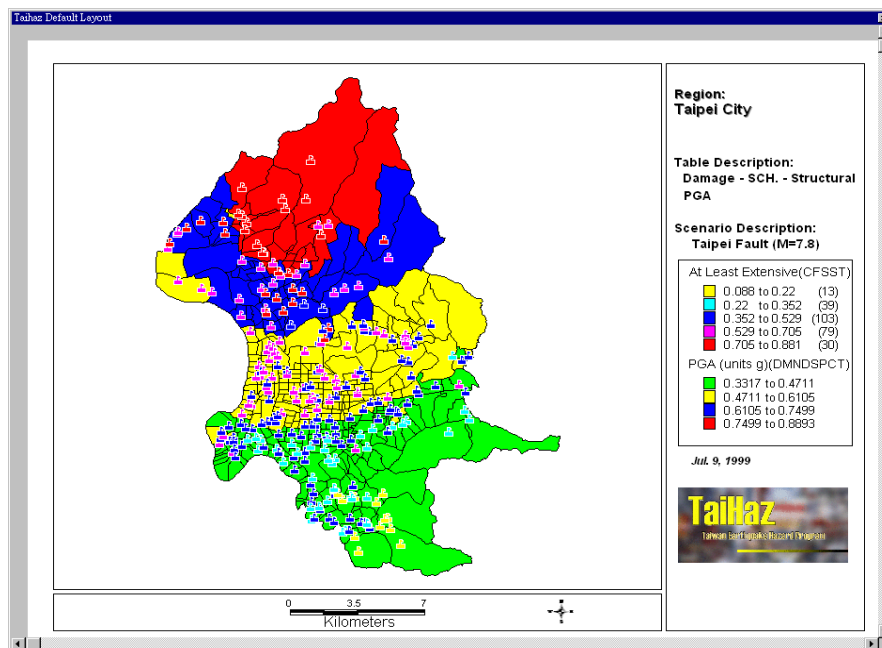 Taihaz Default Layout
Region:
Taipei City
Table Description:
Damage - SCH. - Structural
PGA
Scenario Description:
Taipei Fault (M=7.8)
At Least Extensive(CFSST)
0.088 to 0.22 (13)
0.22 to 0.352 (39)
0.352 to 0.529 (103)
0.529 to 0.705 (79)
0.705 to 0.881 (30)
PGA (units g)(DMNDSPCT)
0.3317 to 0.4711
0.4711 to 0.6105
0.6105 to 0.7499
0.7499 to 0.8893
Jul. 9, 1999
TaiHaz
Taiwan Earthquake Hazard Program
0 3.5 7
Kilometers